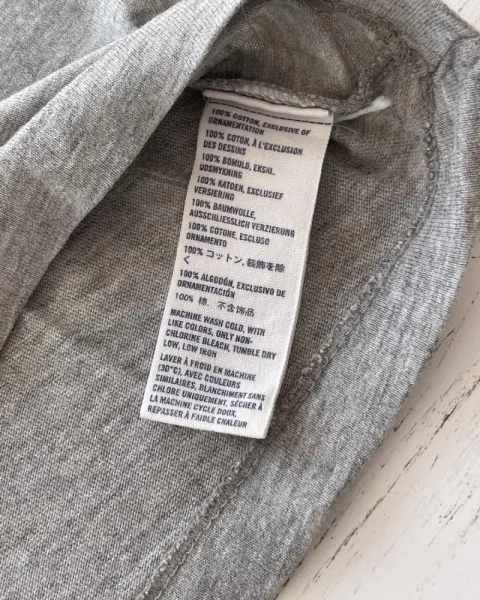 100% COTTON, EXCLUSIVE OF
ORNAMENTATION
100% COTON, À L'EXCLUSION
DES DESSINS
100% BOMULD, EKSKL.
UDSMYKNING
100% KATOEN, EXCLUSIEF
VERSIERING
100% BAUMWOLLE,
AUSSCHLIESSLICH VERZIERUNG
100% COTONE, ESCLUSO
ORNAMENTO
100% コットン, 装飾を除
く
100% ALGODÓN, EXCLUSIVO DE
ORNAMENTACIÓN
100% 棉, 不含饰品
MACHINE WASH COLD, WITH
LIKE COLORS, ONLY NON-
CHLORINE BLEACH, TUMBLE DRY
LOW, LOW IRON
LAVER À FROID EN MACHINE
(30°C), AVEC COULEURS
SIMILAIRES, BLANCHIMENT SANS
CHLORE UNIQUEMENT, SÉCHER À
LA MACHINE CYCLE DOUX,
REPASSER À FAIBLE CHALEUR